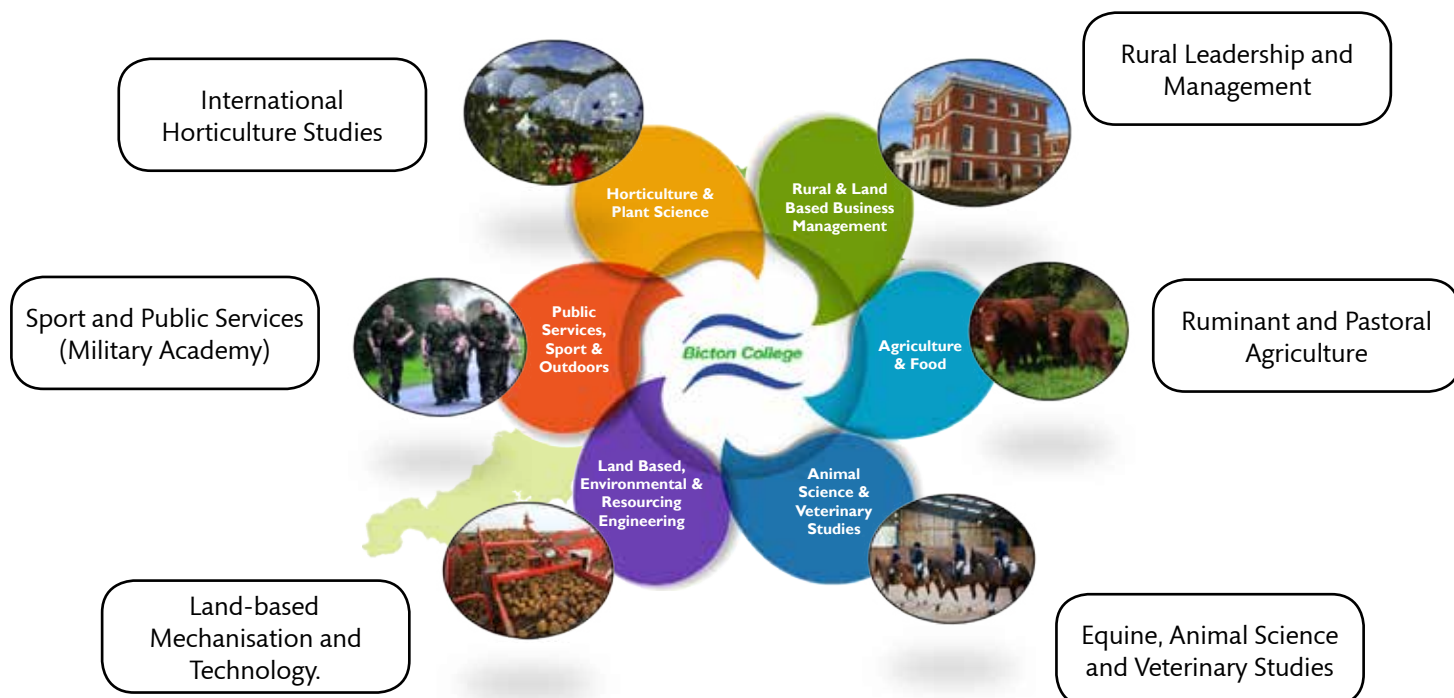 International
Horticulture Studies
Rural Leadership and
Management
Horticulture &
Plant Science
Rural & Land
Based Business
Management
Sport and Public Services
(Military Academy)
Public
Services,
Sport &
Outdoors
Bicton College
Agriculture
& Food
Ruminant and Pastoral
Agriculture
Land Based,
Environmental &
Resourcing
Engineering
Animal
Science &
Veterinary
Studies
Land-based
Mechanisation and
Technology.
Equine, Animal Science
and Veterinary Studies